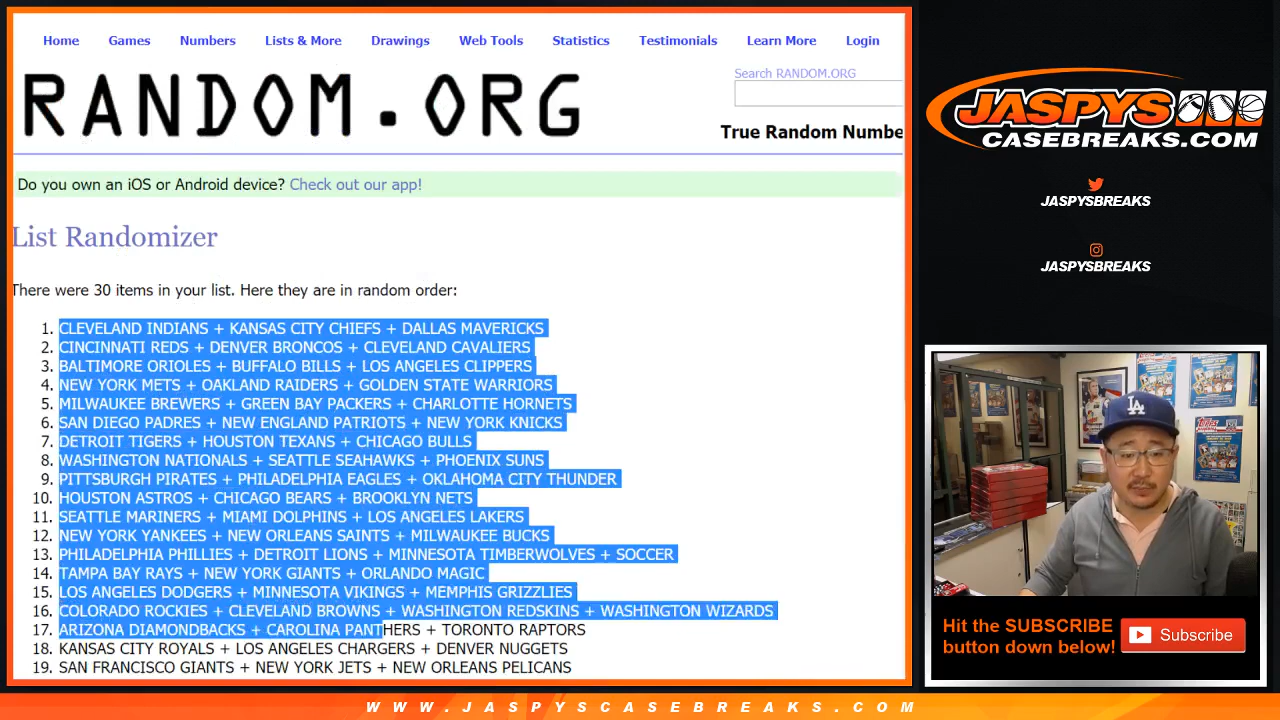 Home Games Numbers Lists & More Drawings Web Tools Statistics Testimonials Learn More Login
RANDOM.ORG
Search RANDOM.ORG
True Random Numbe
Do you own an iOS or Android device? Check out our app!
List Randomizer
There were 30 items in your list. Here they are in random order:
1. CLEVELAND INDIANS + KANSAS CITY CHIEFS + DALLAS MAVERICKS
2. CINCINNATI REDS + DENVER BRONCOS + CLEVELAND CAVALIERS
3. BALTIMORE ORIOLES + BUFFALO BILLS + LOS ANGELES CLIPPERS
4. NEW YORK METS + OAKLAND RAIDERS + GOLDEN STATE WARRIORS
5. MILWAUKEE BREWERS + GREEN BAY PACKERS + CHARLOTTE HORNETS
6. SAN DIEGO PADRES + NEW ENGLAND PATRIOTS + NEW YORK KNICKS
7. DETROIT TIGERS + HOUSTON TEXANS + CHICAGO BULLS
8. WASHINGTON NATIONALS + SEATTLE SEAHAWKS + PHOENIX SUNS
9. PITTSBURGH PIRATES + PHILADELPHIA EAGLES + OKLAHOMA CITY THUNDER
10. HOUSTON ASTROS + CHICAGO BEARS + BROOKLYN NETS
11. SEATTLE MARINERS + MIAMI DOLPHINS + LOS ANGELES LAKERS
12. NEW YORK YANKEES + NEW ORLEANS SAINTS + MILWAUKEE BUCKS
13. PHILADELPHIA PHILLIES + DETROIT LIONS + MINNESOTA TIMBERWOLVES + SOCCER
14. TAMPA BAY RAYS + NEW YORK GIANTS + ORLANDO MAGIC
15. LOS ANGELES DODGERS + MINNESOTA VIKINGS + MEMPHIS GRIZZLIES
16. COLORADO ROCKIES + CLEVELAND BROWNS + WASHINGTON REDSKINS + WASHINGTON WIZARDS
17. ARIZONA DIAMONDBACKS + CAROLINA PANTHERS + TORONTO RAPTORS
18. KANSAS CITY ROYALS + LOS ANGELES CHARGERS + DENVER NUGGETS
19. SAN FRANCISCO GIANTS + NEW YORK JETS + NEW ORLEANS PELICANS
JASPYS
CASEBREAKS.COM
JASPYSBREAKS
JASPYSBREAKS
LA
Topps
Hit the SUBSCRIBE
button down below!
Subscribe
WWW.JASPYSCASEBREAKS.COM